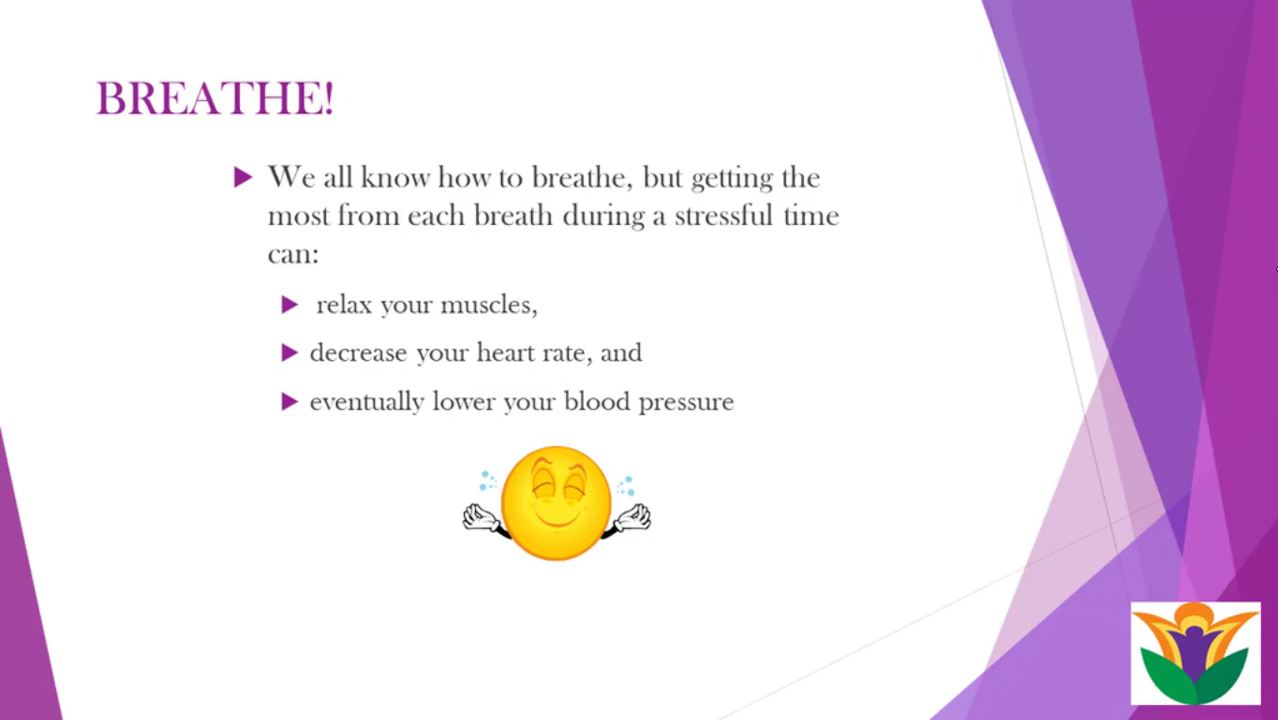 BREATHE!
We all know how to breathe, but getting the
most from each breath during a stressful time
can:
relax your muscles,
decrease your heart rate, and
eventually lower your blood pressure